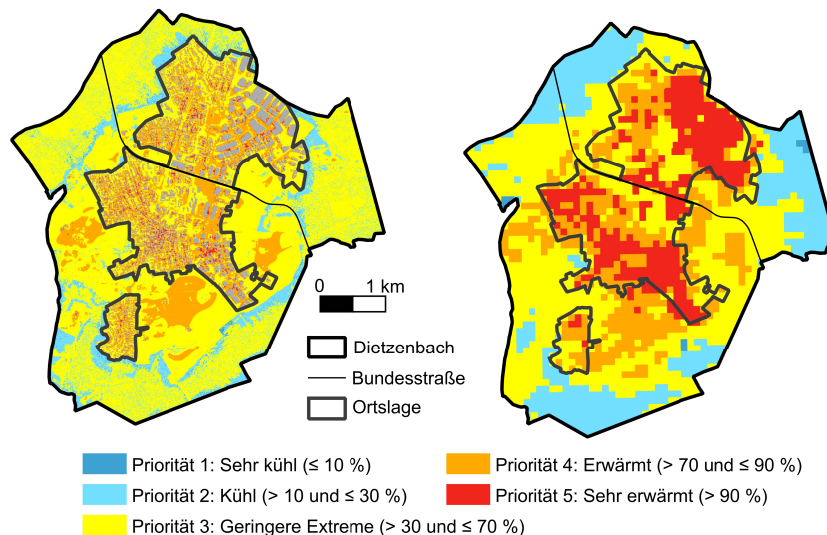 0 1 km
Dietzenbach
Bundesstraße
Ortslage
Priorität 1: Sehr kühl (≤ 10 %)
Priorität 2: Kühl (> 10 und ≤ 30 %)
Priorität 3: Geringere Extreme (> 30 und ≤ 70 %)
Priorität 4: Erwärmt (> 70 und ≤ 90 %)
Priorität 5: Sehr erwärmt (> 90 %)